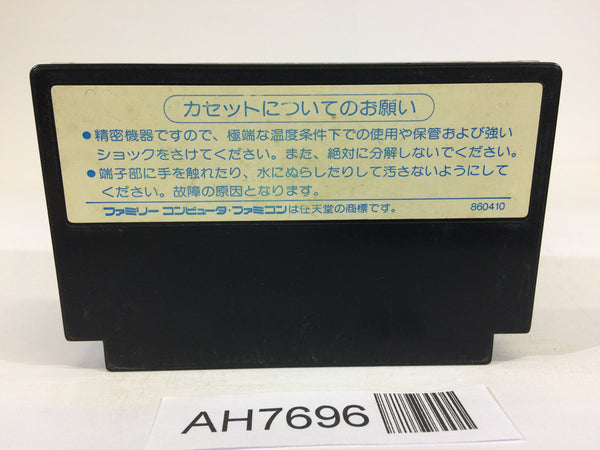 カセットについてのお願い
●精密機器ですので、極端な温度条件下での使用や保管および強い
ショックをさけてください。また、絶対に分解しないでください。
●端子部に手を触れたり、水にぬらしたりして汚さないようにして
ください。故障の原因となります。
ファミリーコンピュータ・ファミコンは任天堂の商標です。 860410
AH7696